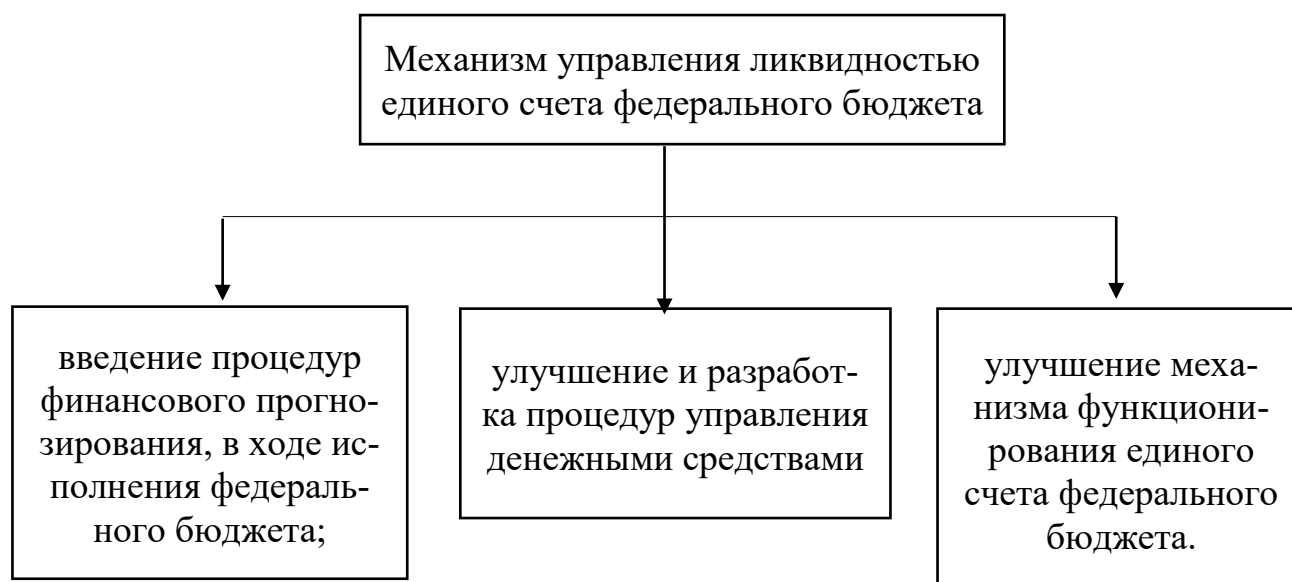 Механизм управления ликвидностью
единого счета федерального бюджета
введение процедур
финансового прогно-
зирования, в ходе ис-
полнения федераль-
ного бюджета;
улучшение и разработ-
ка процедур управления
денежными средствами
улучшение меха-
низма функциони-
рования единого
счета федерального
бюджета.